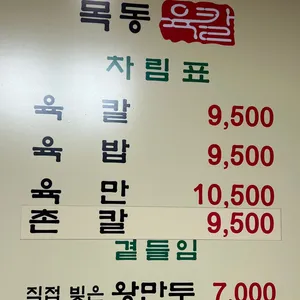 목동 육칼
차림표
육칼 9,500
육밥 9,500
육만 10,500
촌칼 9,500
곁들임
직접 빚은 왕만두 7,000